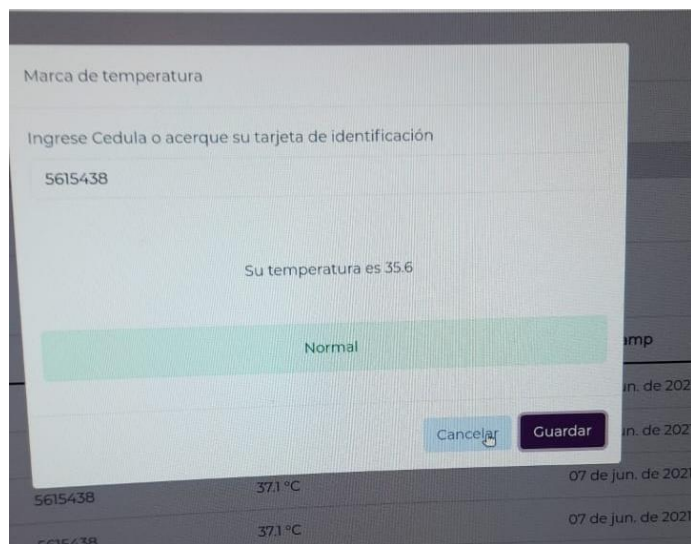 Marca de temperatura
Ingrese Cedula o acerque su tarjeta de identificación
5615438
Su temperatura es 35.6
Normal
Cancelar Guardar
5615438 37.1 °C 07 de jun. de 2021
37.1 °C 07 de jun. de 2021